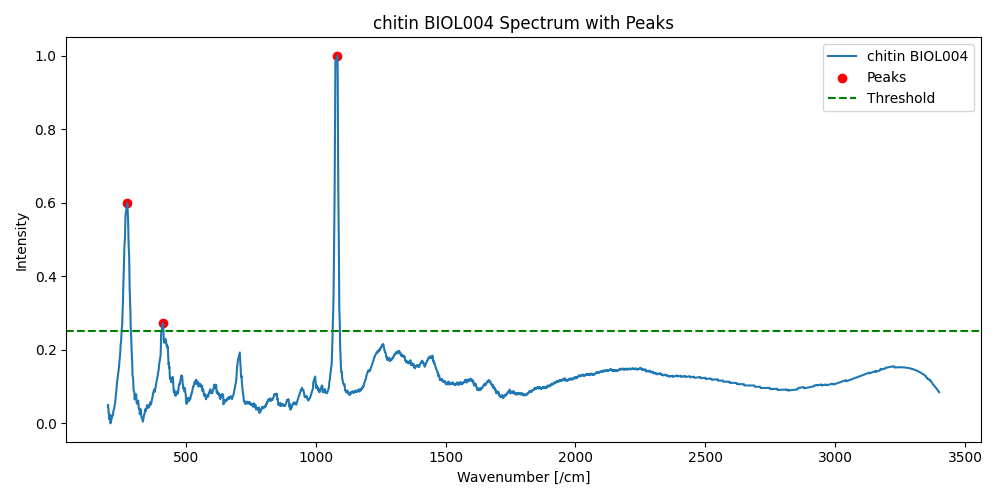 chitin BIOL004 Spectrum with Peaks
chitin BIOL004
Peaks
Threshold
1.0
0.8
0.6
0.4
0.2
0.0
Intensity
500 1000 1500 2000 2500 3000 3500
Wavenumber [/cm]